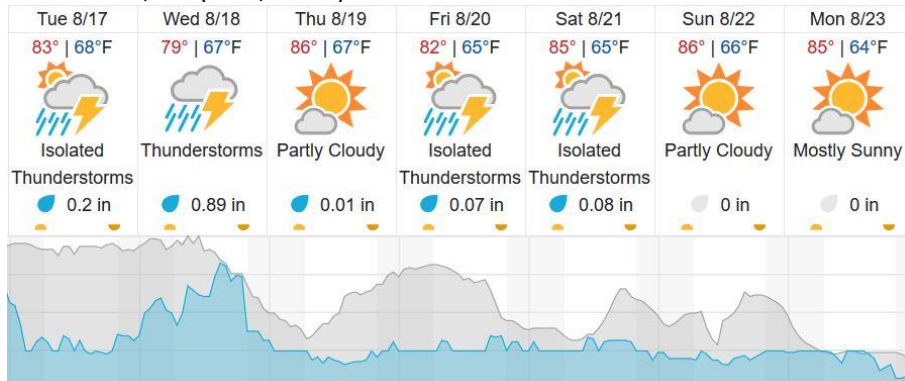 Tue 8/17 Wed 8/18 Thu 8/19 Fri 8/20 Sat 8/21 Sun 8/22 Mon 8/23
83° | 68°F 79° | 67°F 86° | 67°F 82° | 65°F 85° | 65°F 86° | 66°F 85° | 64°F
Isolated Thunderstorms Partly Cloudy Isolated Isolated Partly Cloudy Mostly Sunny
Thunderstorms Thunderstorms Thunderstorms
0.2 in 0.89 in 0.01 in 0.07 in 0.08 in 0 in 0 in